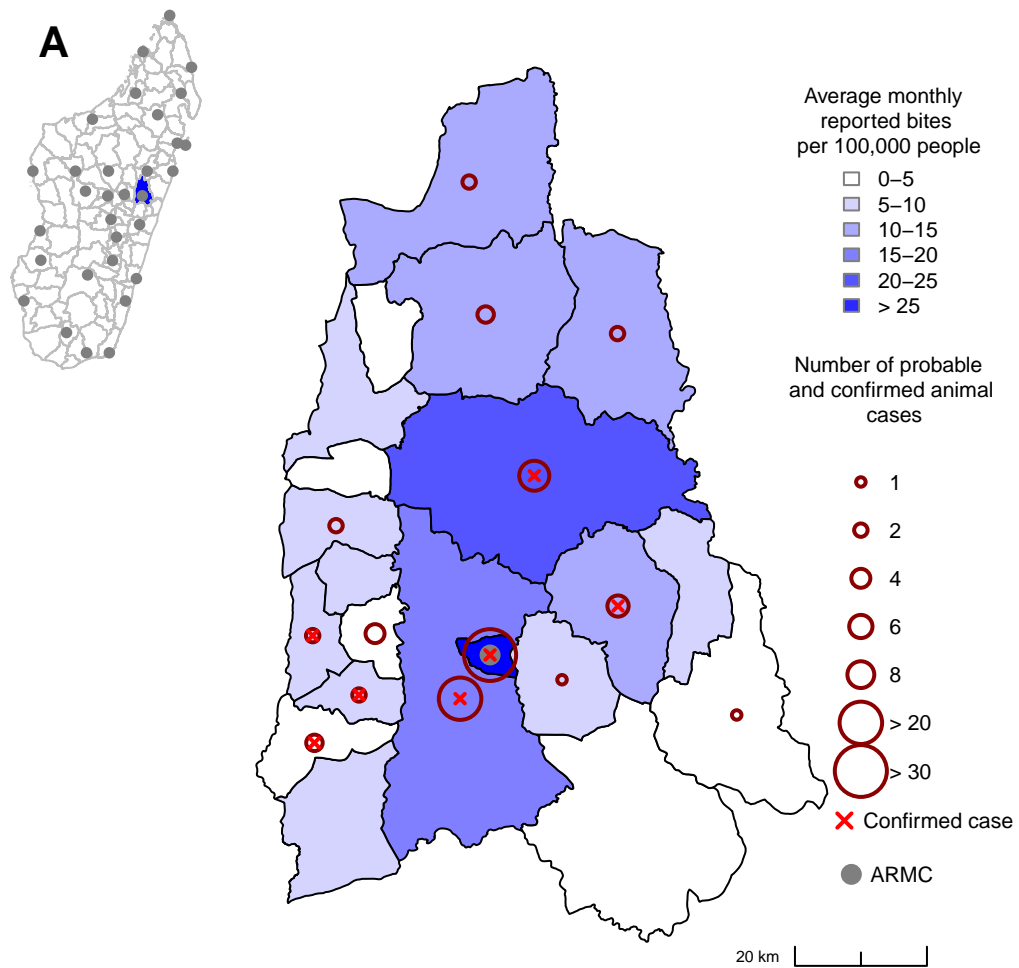 A
Average monthly
reported bites
per 100,000 people
0–5
5–10
10–15
15–20
20–25
> 25
Number of probable
and confirmed animal
cases
1
2
4
6
8
> 20
> 30
Confirmed case
ARMC
20 km